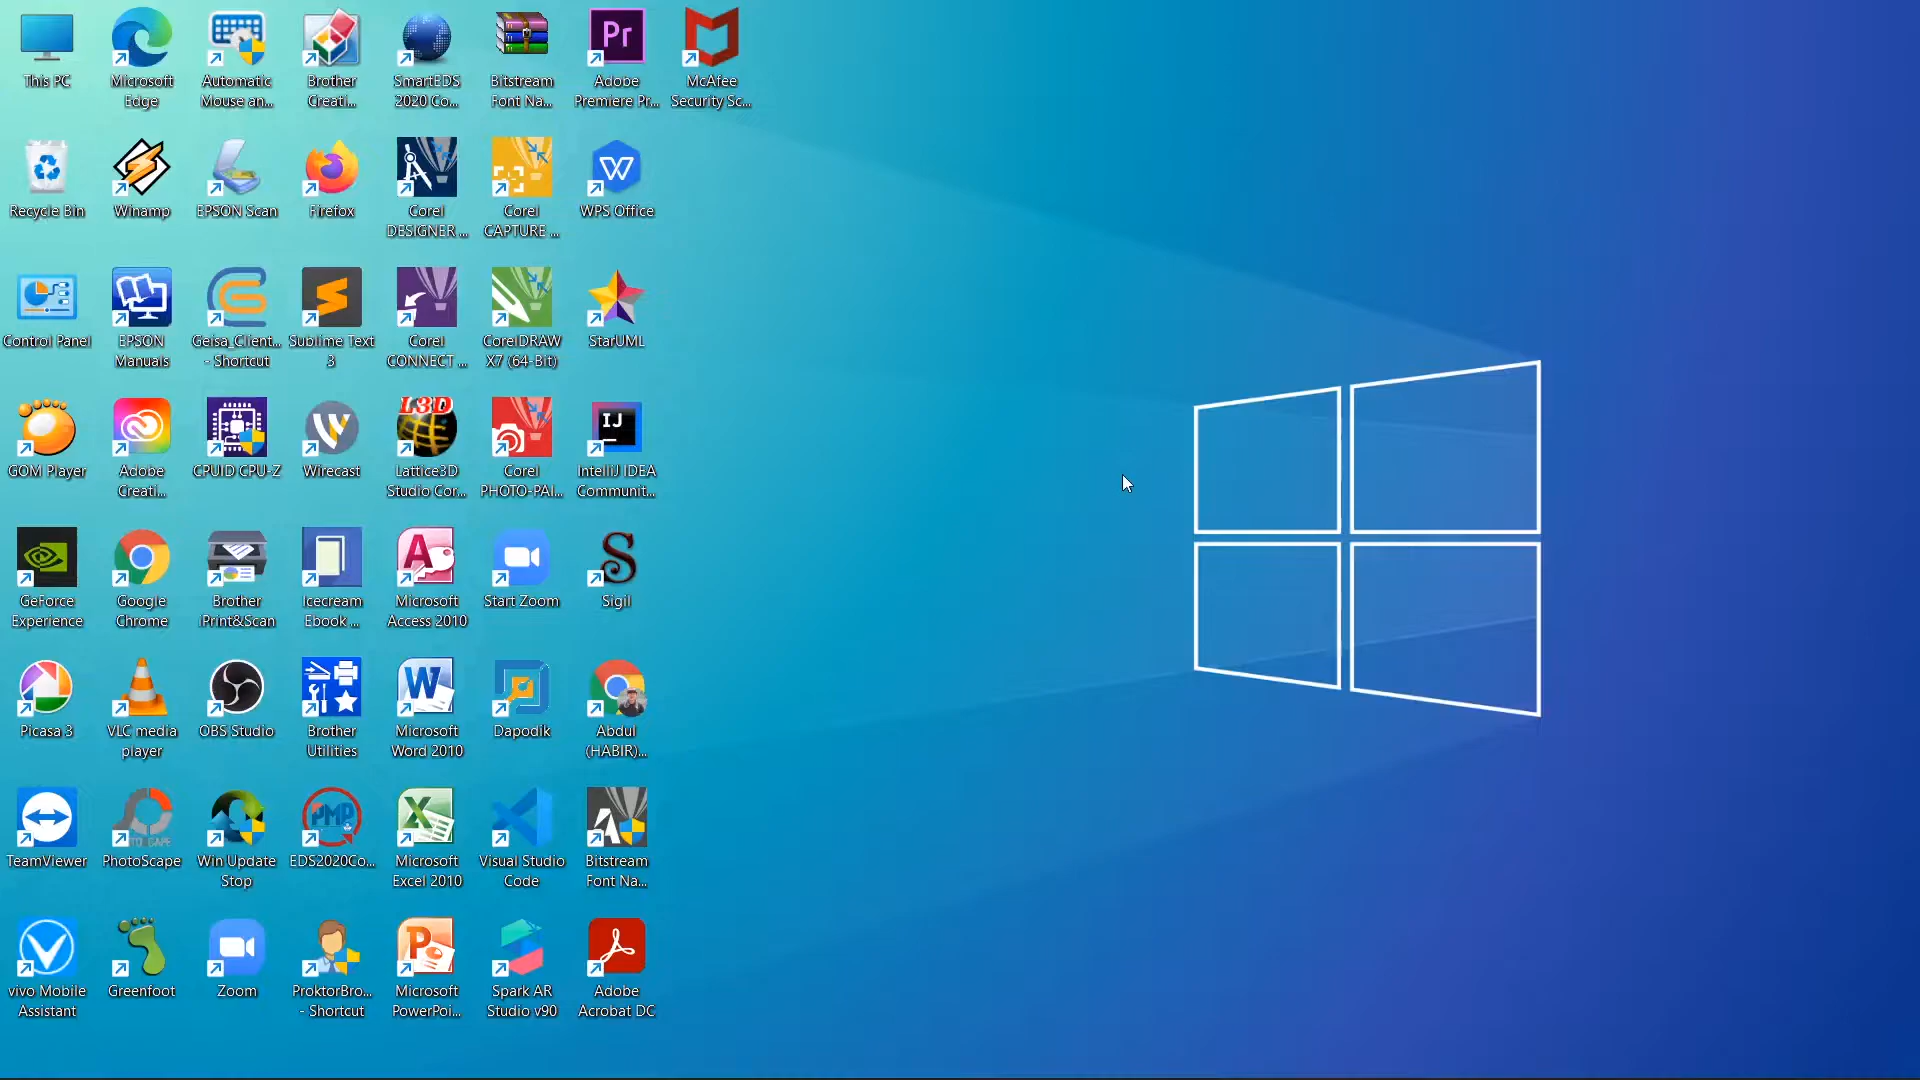 This PC
Microsoft
Edge
Automatic
Mouse an...
Brother
Creati...
SmartEDS
2020 Co...
Bitstream
Font Na...
Pr
Adobe
Premiere Pr...
McAfee
Security Sc...
Recycle Bin
Winamp
EPSON Scan
Firefox
Corel
DESIGNER ...
Corel
CAPTURE ...
W
WPS Office
Control Panel
EPSON
Manuals
Geisa_Client...
- Shortcut
Sublime Text
3
Corel
CONNECT ...
CorelDRAW
X7 (64-Bit)
StarUML
GOM Player
Adobe
Creati...
CPUID CPU-Z
Wirecast
L3D
Lattice3D
Studio Cor...
Corel
PHOTO-PAI...
IJ
IntelliJ IDEA
Communit...
GeForce
Experience
Google
Chrome
Brother
iPrint&Scan
Icecream
Ebook ...
A
Microsoft
Access 2010
Start Zoom
S
Sigil
Picasa 3
VLC media
player
OBS Studio
Brother
Utilities
W
Microsoft
Word 2010
Dapodik
Abdul
(HABIR)...
TeamViewer
PhotoScape
Win Update
Stop
PMP
EDS2020Co...
X
Microsoft
Excel 2010
Visual Studio
Code
A
Bitstream
Font Na...
vivo Mobile
Assistant
Greenfoot
Zoom
ProktorBro...
- Shortcut
P
Microsoft
PowerPoi...
Spark AR
Studio v90
Adobe
Acrobat DC